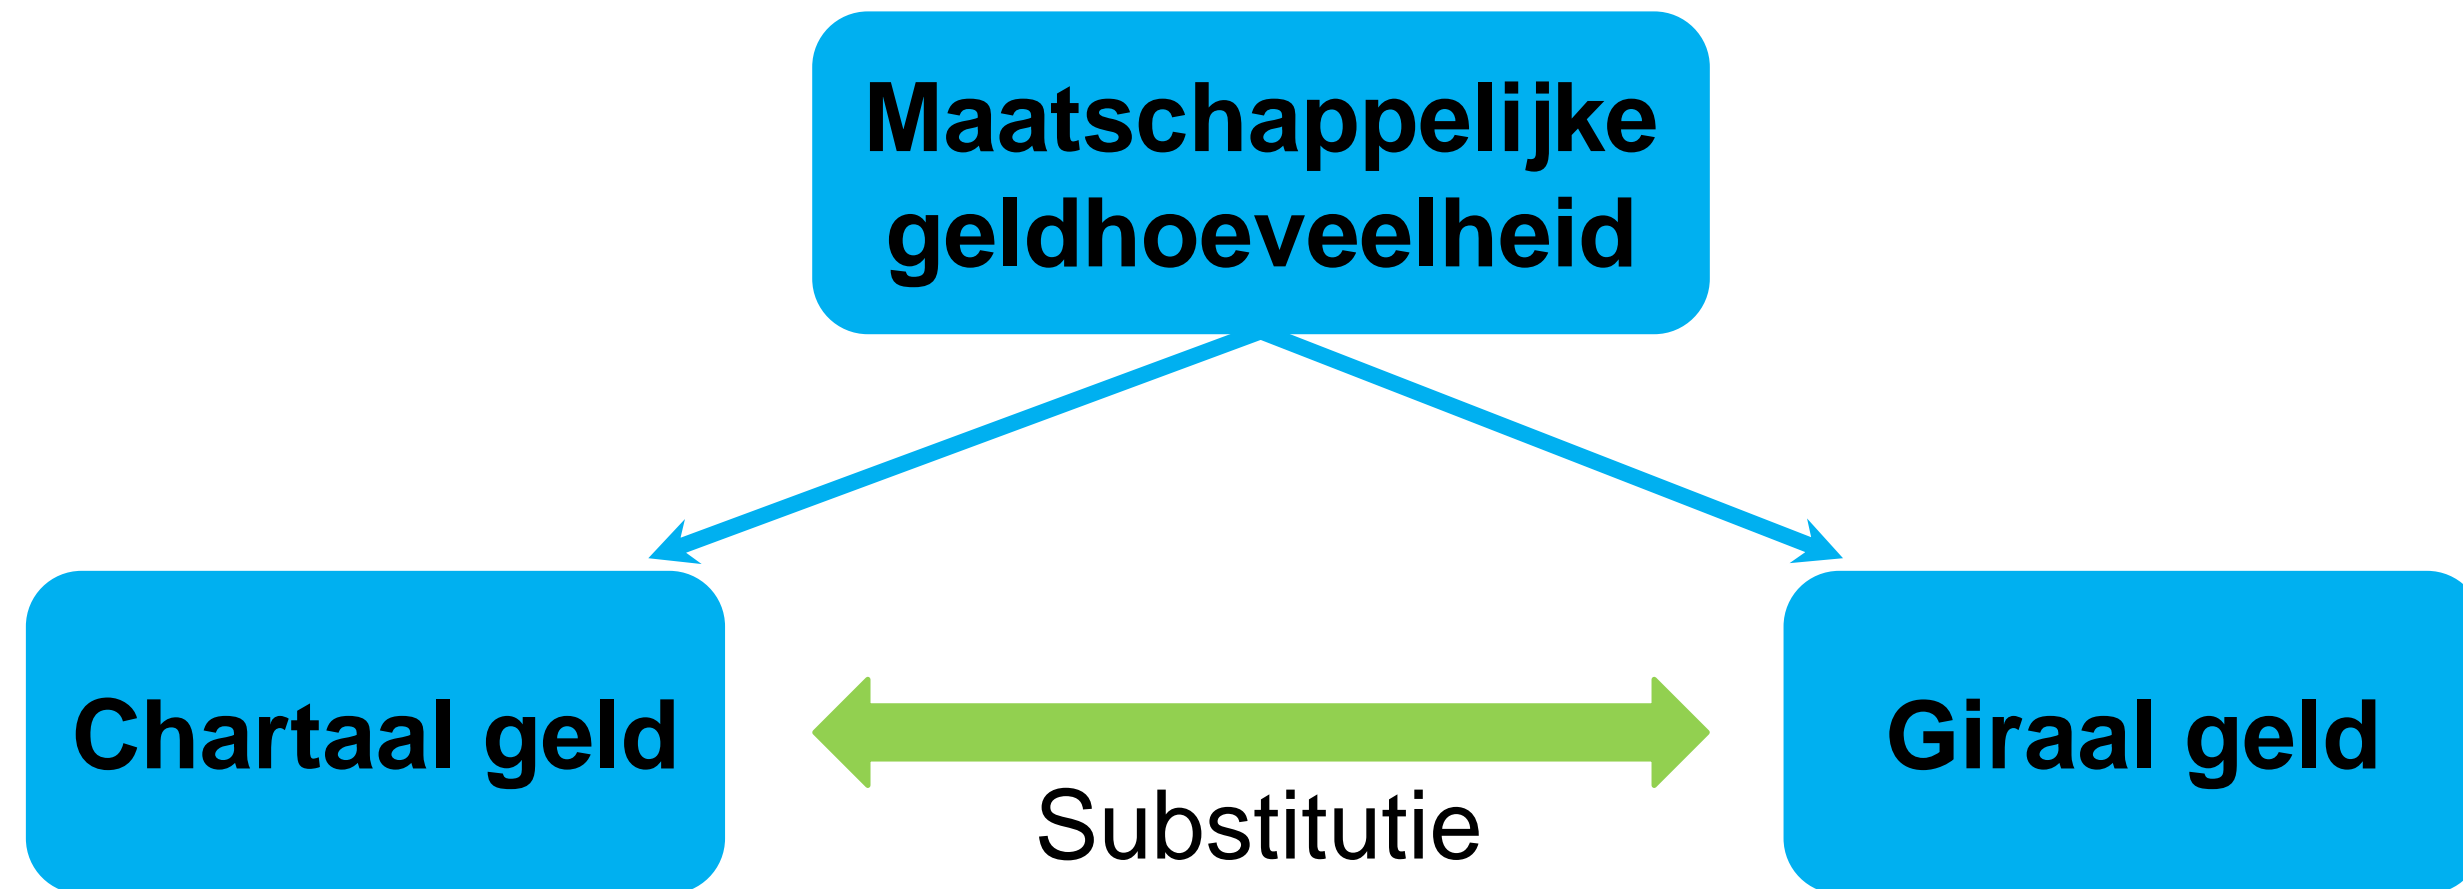 Maatschappelijke
geldhoeveelheid
Chartaal geld
Giraal geld
Substitutie